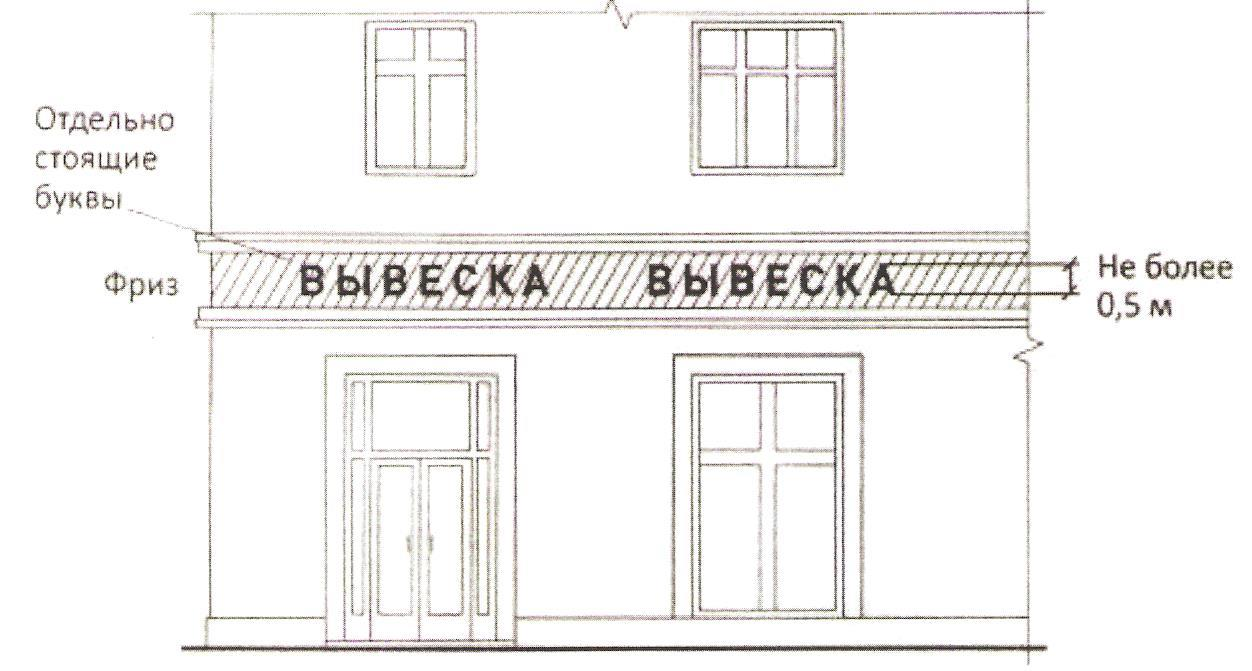 Отдельно
стоящие
буквы
Фриз
ВЫВЕСКА ВЫВЕСКА
Не более
0,5 м